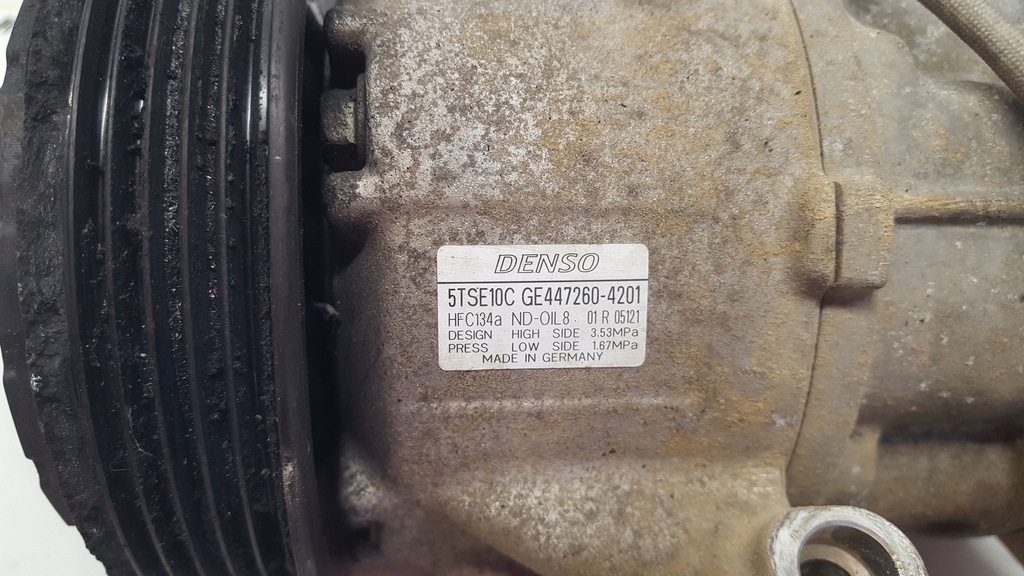 DENSO
5TSE10C GE447260-4201
HFC134a ND-OIL8 01 R 05121
DESIGN HIGH SIDE 3.53MPa
PRESS LOW SIDE 1.67MPa
MADE IN GERMANY